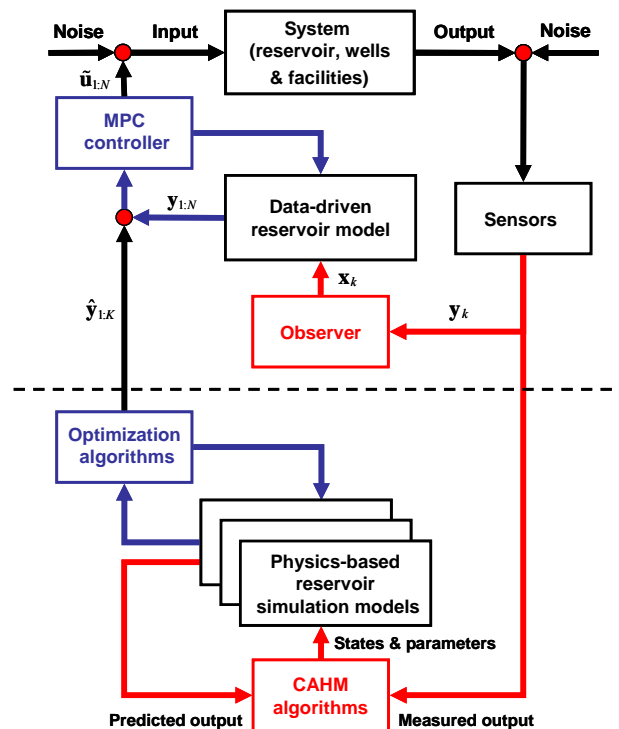 Noise
Input
System
(reservoir, wells
& facilities)
Output
Noise
ũ1:N
MPC
controller
y1:N
Data-driven
reservoir model
Sensors
xk
ŷ1:K
Observer
yk
Optimization
algorithms
Physics-based
reservoir
simulation models
States & parameters
CAHM
algorithms
Predicted output
Measured output